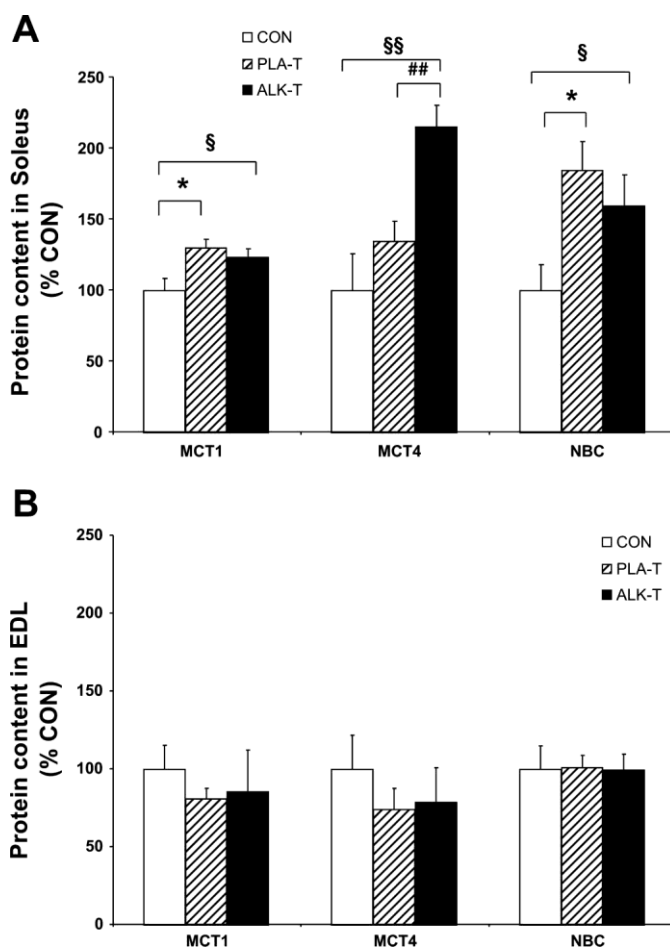 A
CON
PLA-T
ALK-T
§§
##
§
*
§
*
250
200
150
100
50
0
Protein content in Soleus
(% CON)
MCT1 MCT4 NBC
B
CON
PLA-T
ALK-T
250
200
150
100
50
0
Protein content in EDL
(% CON)
MCT1 MCT4 NBC